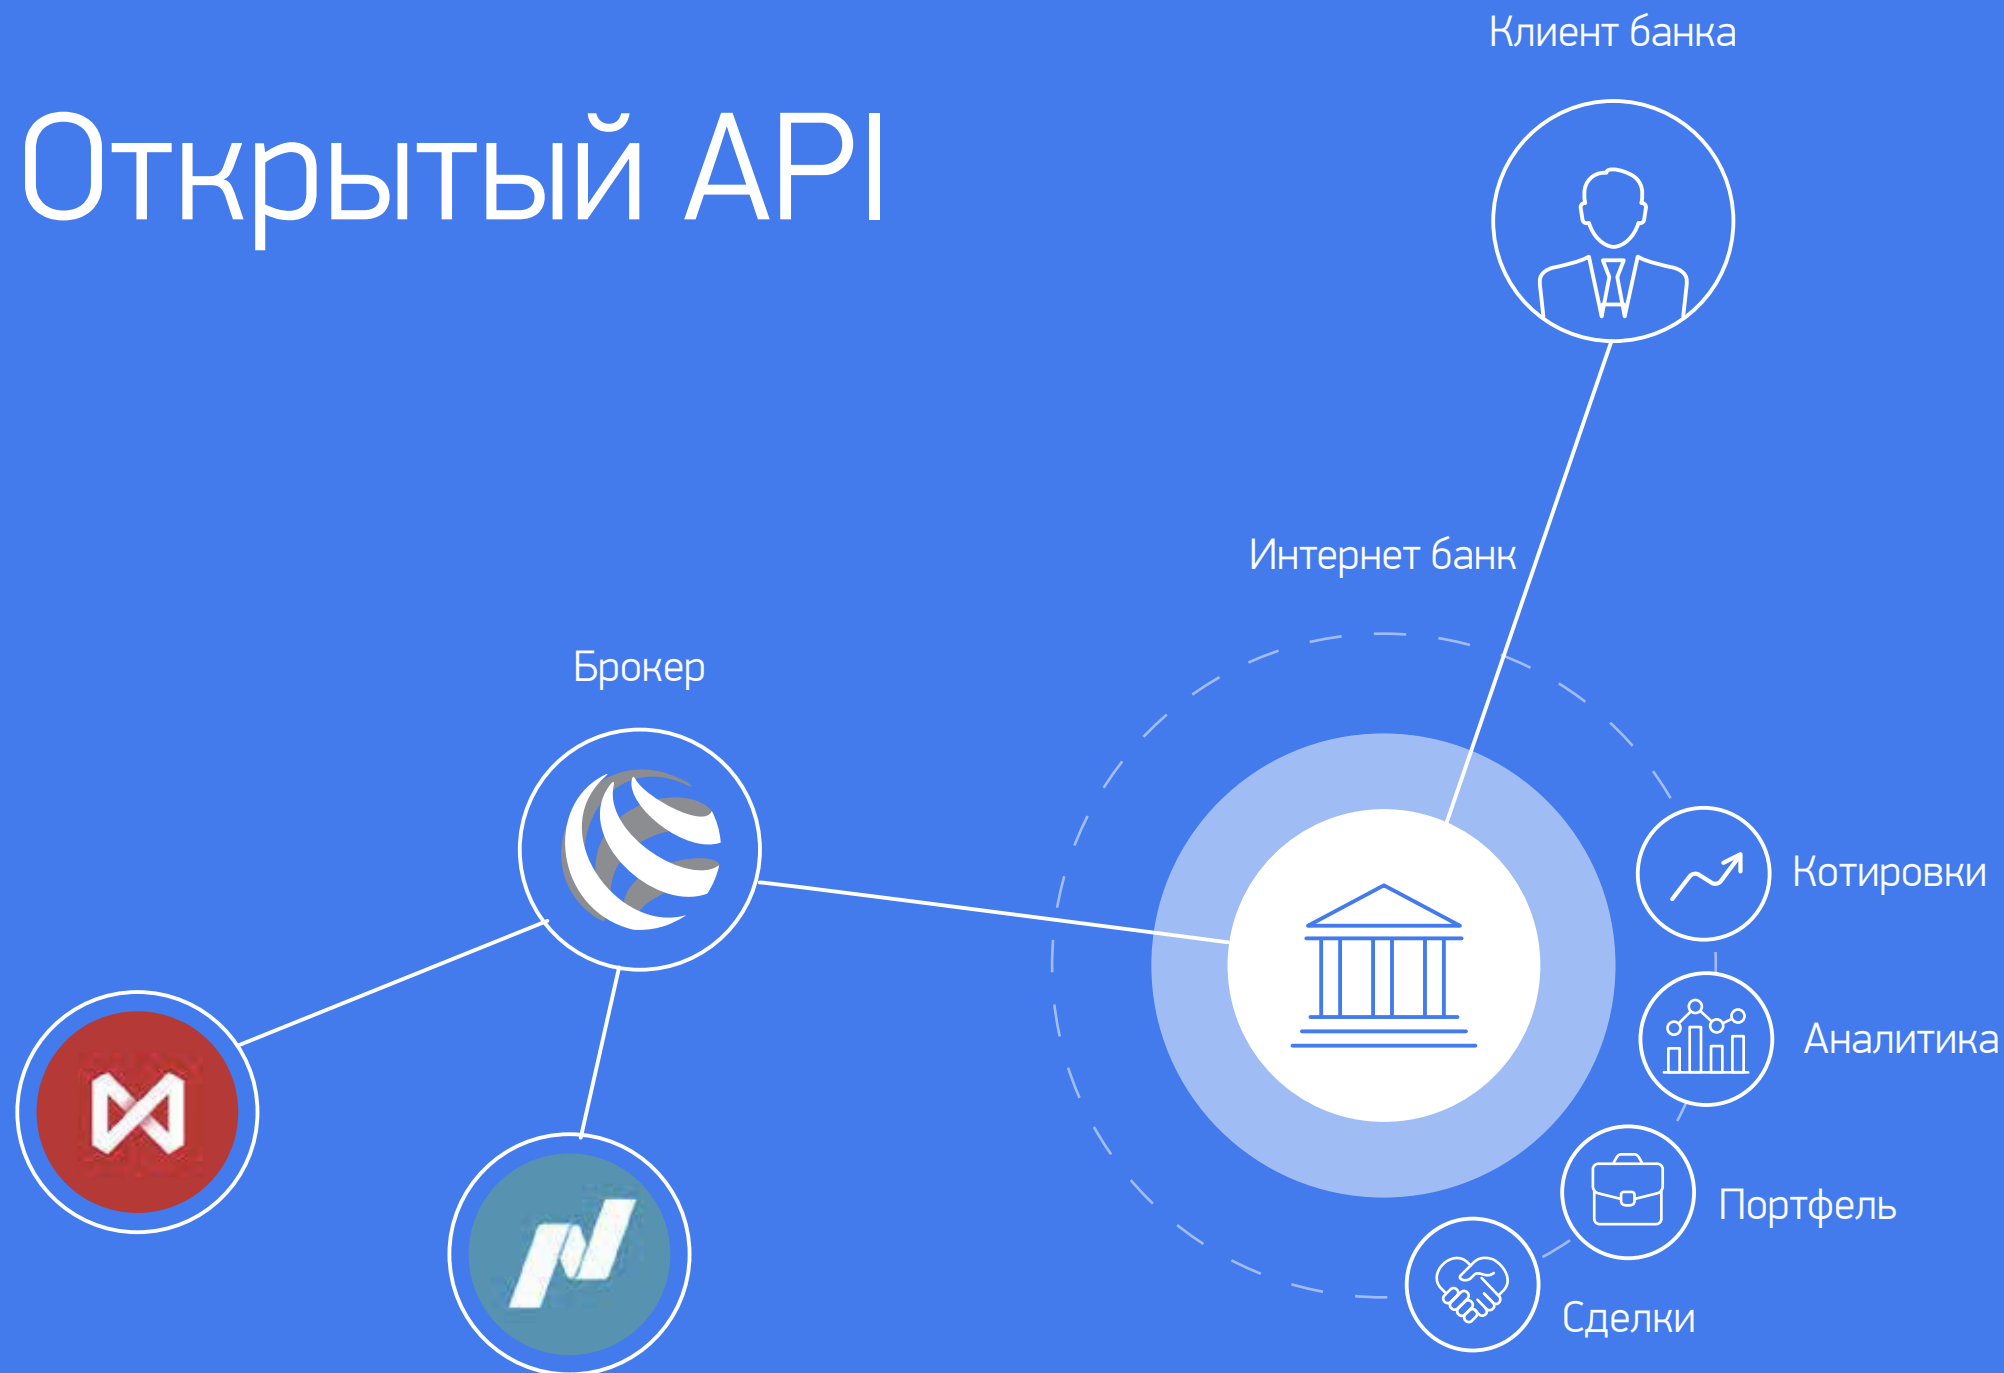 Клиент банка
Открытый API
Интернет банк
Брокер
Котировки
Аналитика
Портфель
Сделки